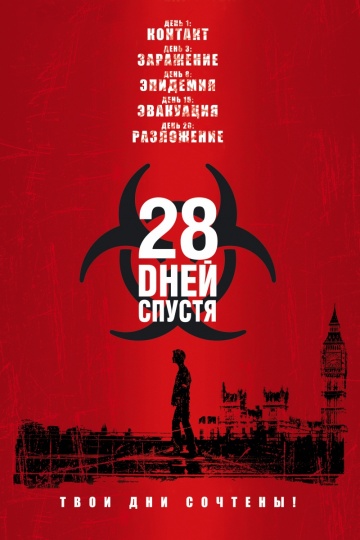 ДЕНЬ 1:
КОНТАКТ
ДЕНЬ 3:
ЗАРАЖЕНИЕ
ДЕНЬ 8:
ЭПИДЕМИЯ
ДЕНЬ 15:
ЭВАКУАЦИЯ
ДЕНЬ 20:
РАЗЛОЖЕНИЕ
28
DНЕЙ
СПУСТЯ
ТВОИ ДНИ СОЧТЕНЫ!